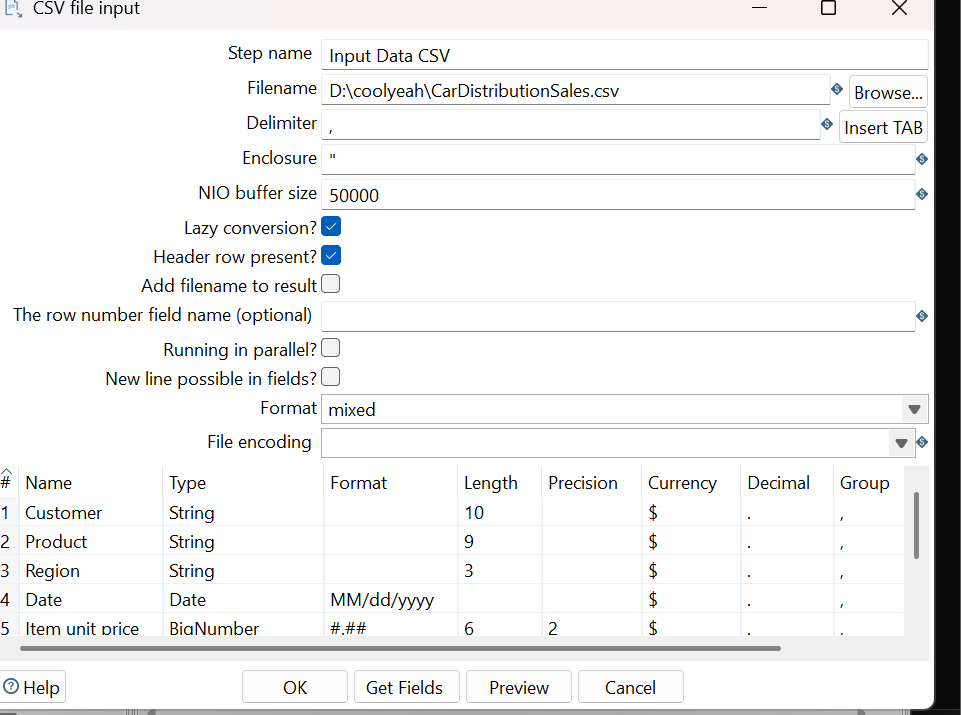 CSV file input
Step name Input Data CSV
Filename D:\coolyeah\CarDistributionSales.csv Browse...
Delimiter , Insert TAB
Enclosure "
NIO buffer size 50000
Lazy conversion?
Header row present?
Add filename to result
The row number field name (optional)
Running in parallel?
New line possible in fields?
Format mixed
File encoding
# Name Type Format Length Precision Currency Decimal Group
1 Customer String 10 $ . ,
2 Product String 9 $ . ,
3 Region String 3 $ . ,
4 Date Date MM/dd/yyyy $ . ,
5 Item unit price BigNumber #.## 6 2 $ . ,
Help OK Get Fields Preview Cancel